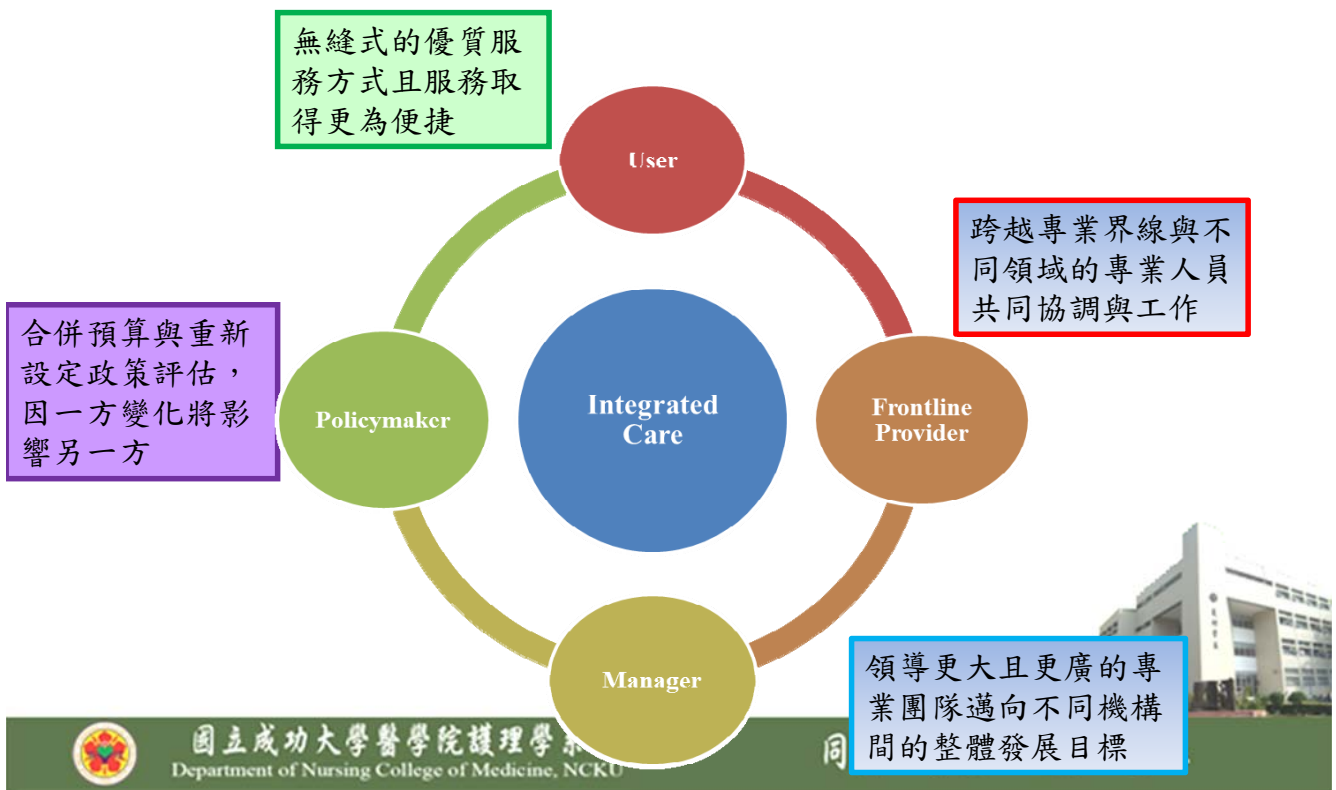 無縫式的優質服
務方式且服務取
得更為便捷
User
跨越專業界線與不
同領域的專業人員
共同協調與工作
合併預算與重新
設定政策評估，
因一方變化將影
響另一方
Policymaker
Integrated
Care
Frontline
Provider
Manager
領導更大且更廣的專
業團隊邁向不同機構
間的整體發展目標
國立成功大學醫學院護理學系
Department of Nursing College of Medicine, NCKU
同